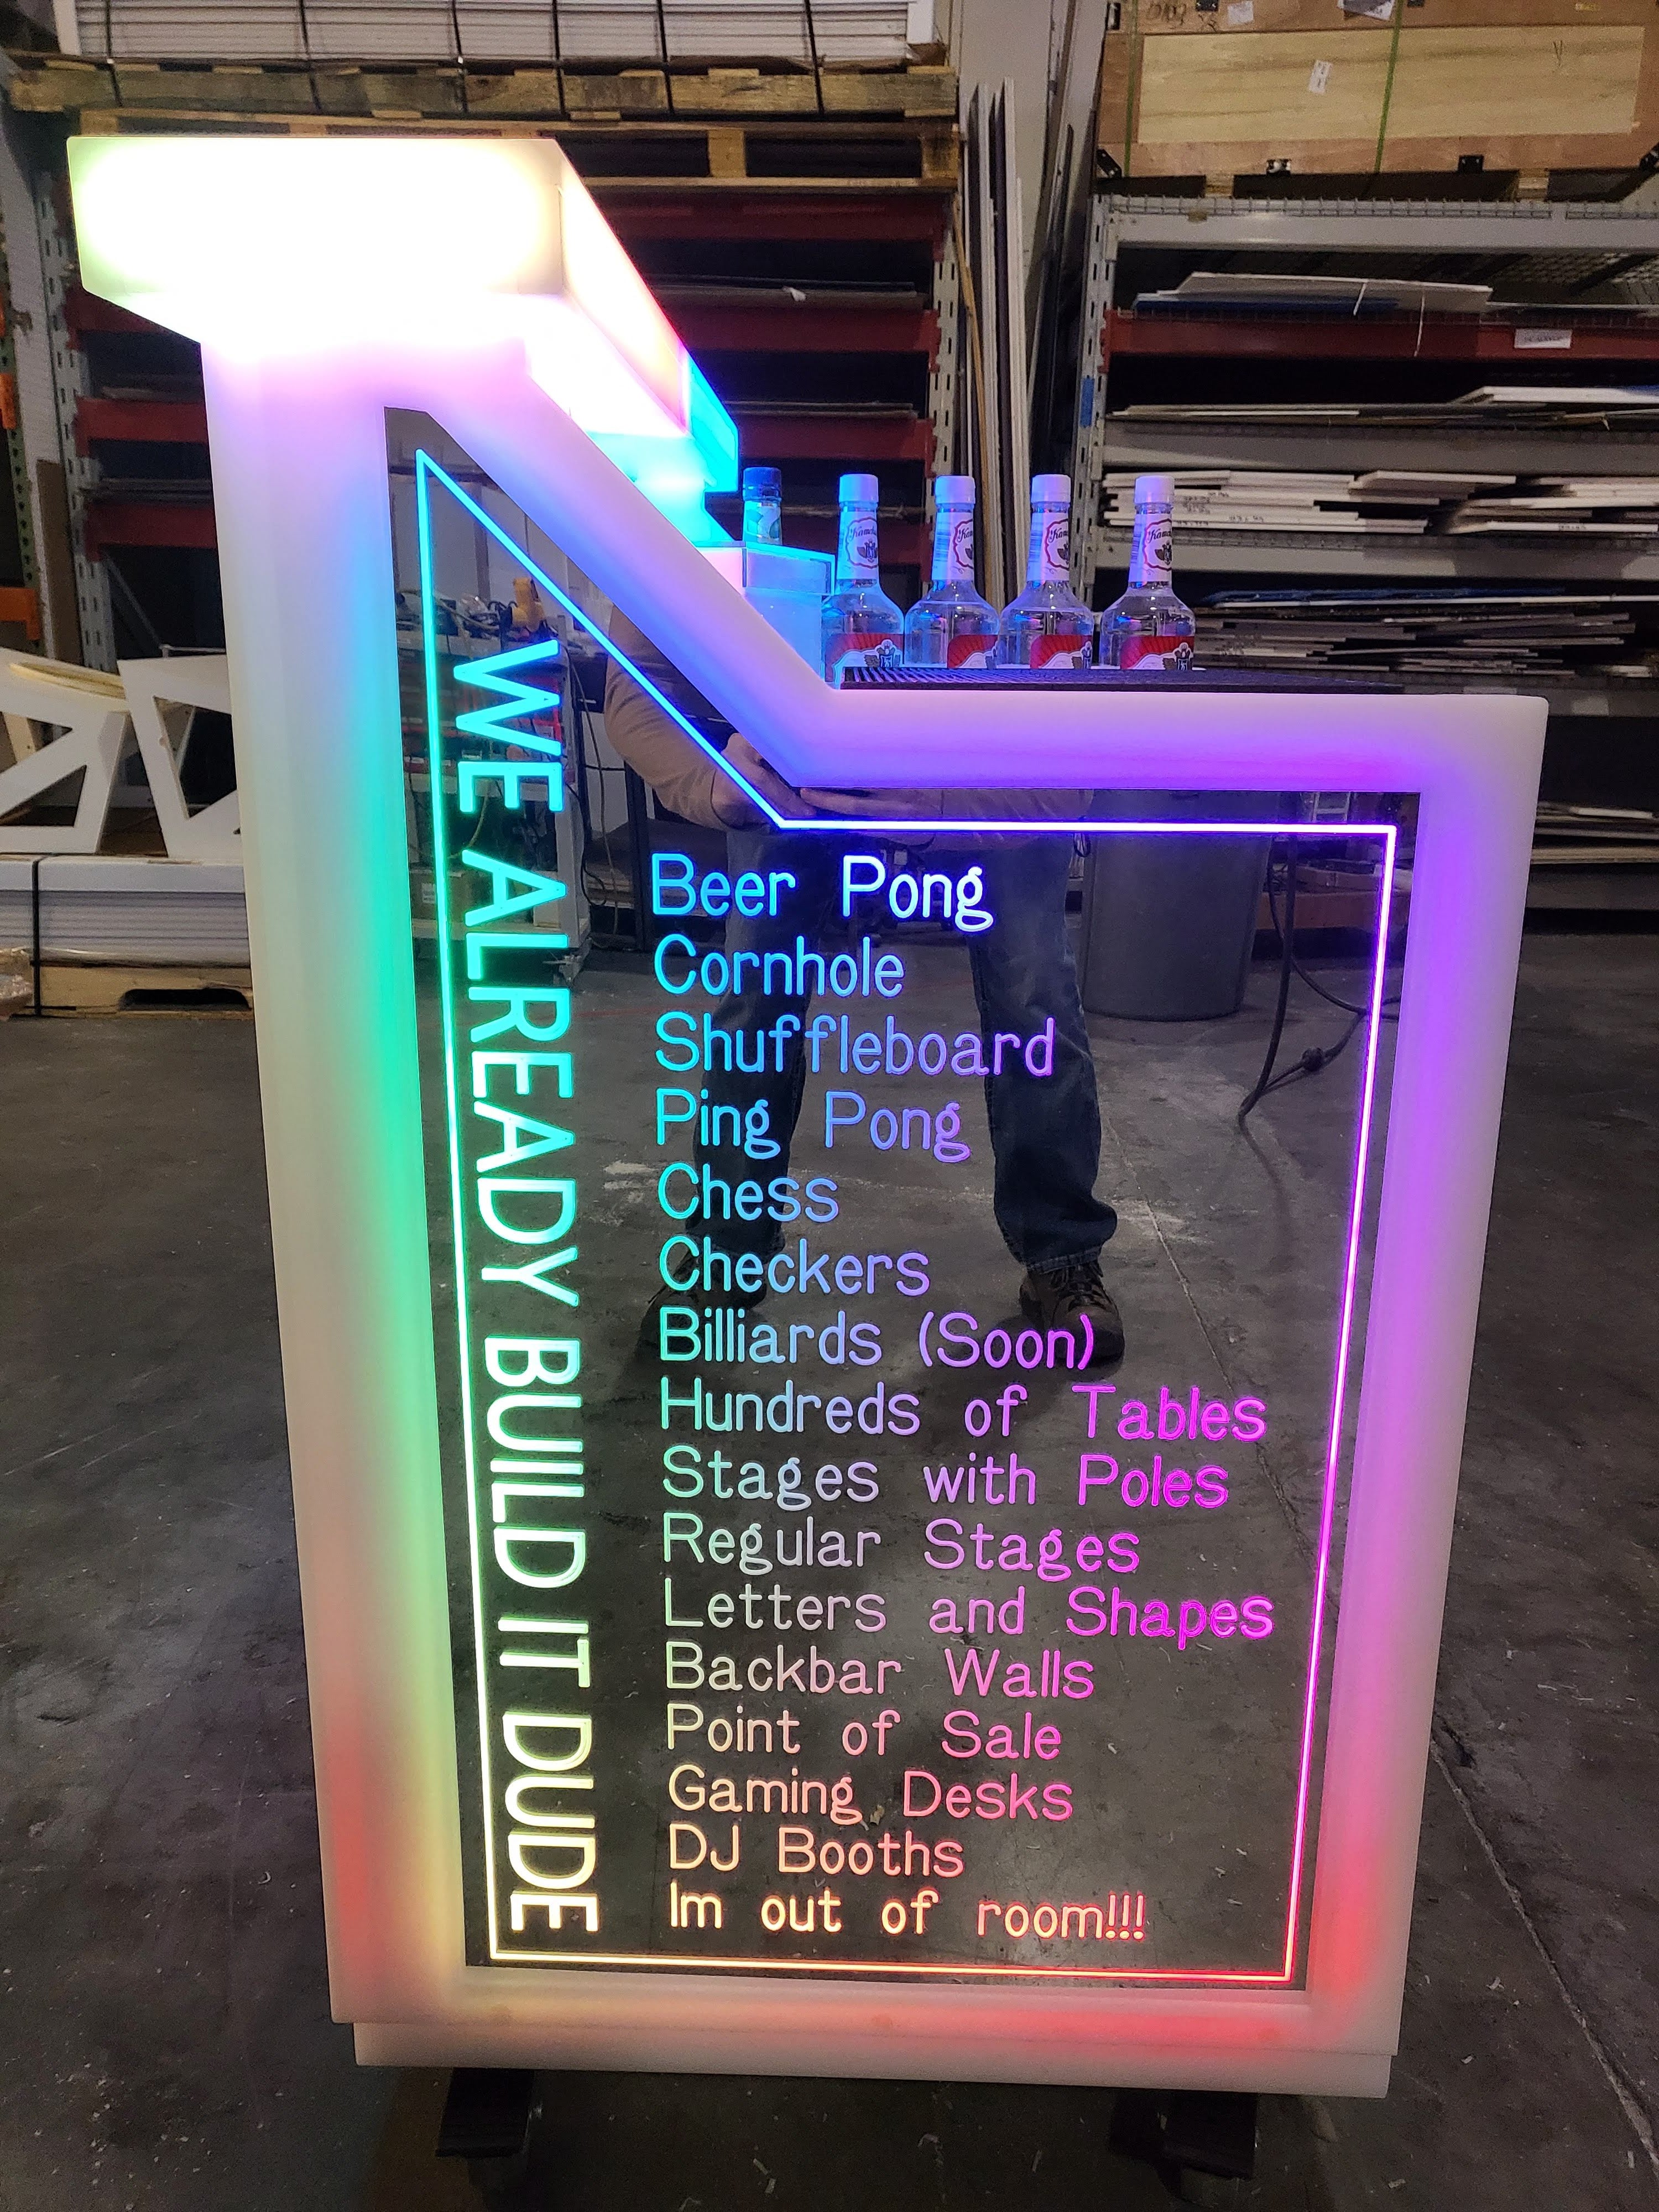 WE ALREADY BUILD IT DUDE
Beer Pong
Cornhole
Shuffleboard
Ping Pong
Chess
Checkers
Billiards (Soon)
Hundreds of Tables
Stages with Poles
Regular Stages
Letters and Shapes
Backbar Walls
Point of Sale
Gaming Desks
DJ Booths
Im out of room!!!